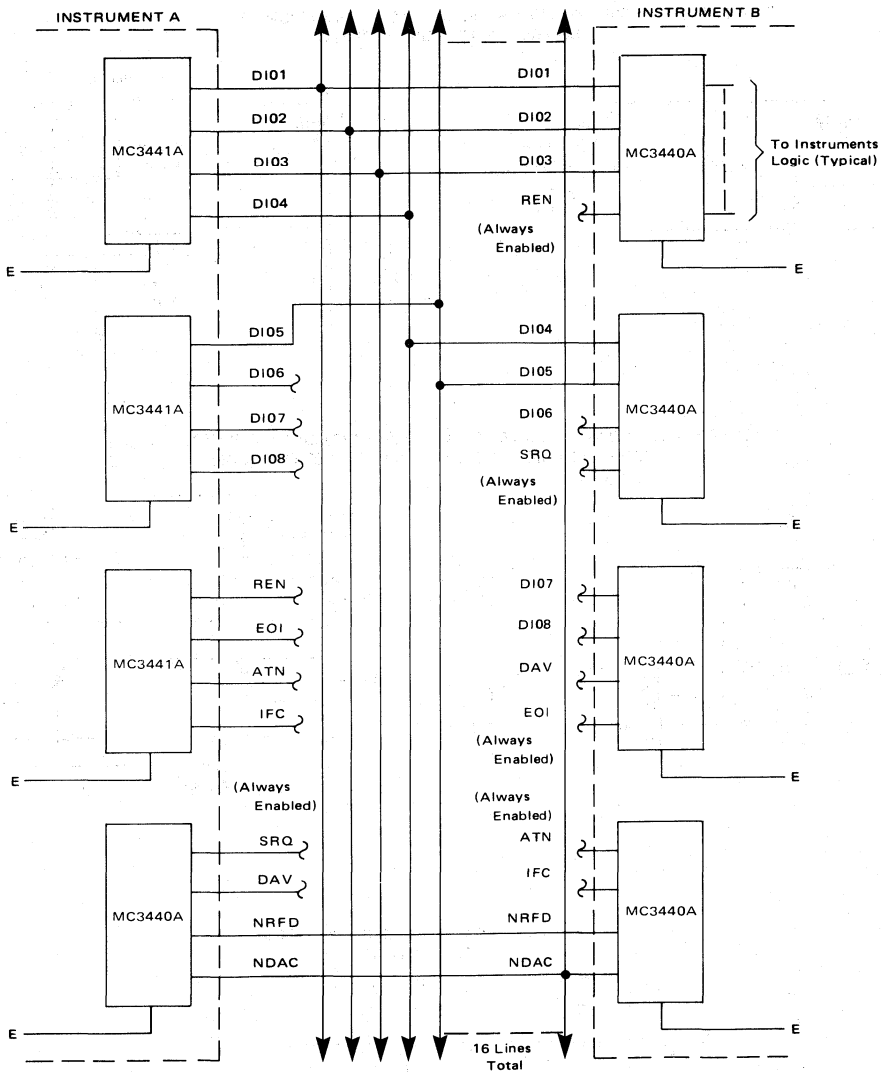 INSTRUMENT A
INSTRUMENT B
MC3441A
DI01
DI02
DI03
DI04
E
DI01
DI02
DI03
REN
(Always
Enabled)
MC3440A
To Instruments
Logic (Typical)
E
MC3441A
DI05
DI06
DI07
DI08
E
DI04
DI05
DI06
SRQ
(Always
Enabled)
MC3440A
E
MC3441A
REN
EOI
ATN
IFC
E
DI07
DI08
DAV
EOI
(Always
Enabled)
MC3440A
E
(Always
Enabled)
MC3440A
SRQ
DAV
NRFD
NDAC
E
(Always
Enabled)
ATN
IFC
NRFD
NDAC
MC3440A
E
16 Lines
Total